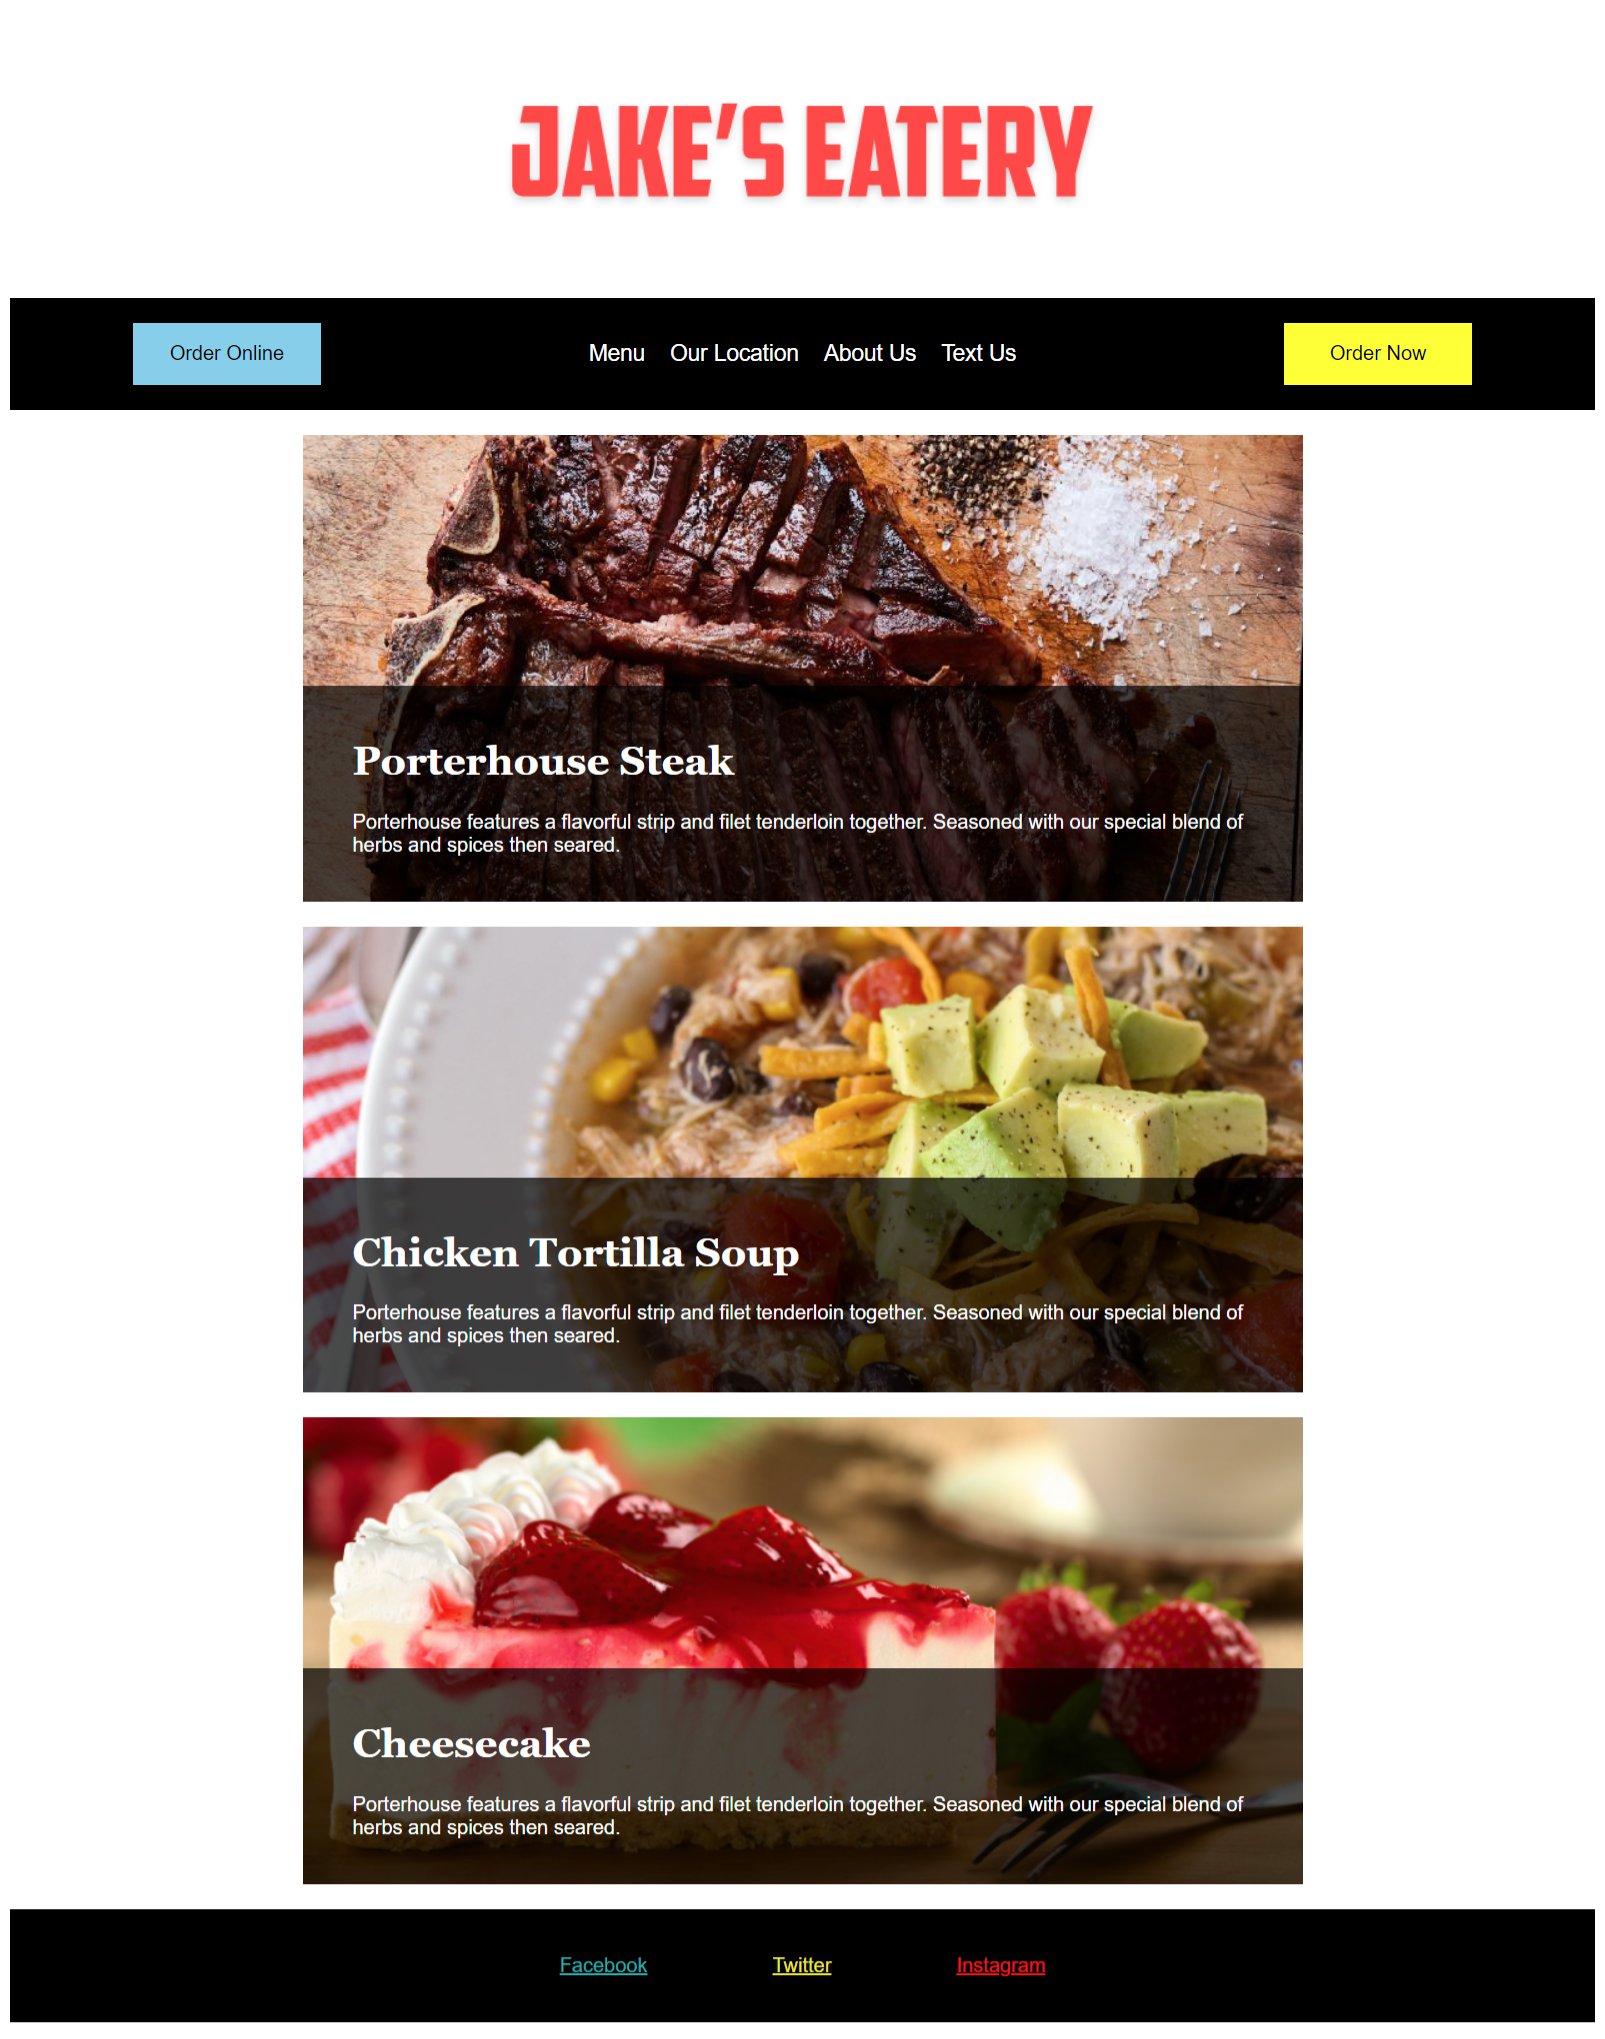 JAKE'S EATERY
Order Online
Menu Our Location About Us Text Us
Order Now
Porterhouse Steak
Porterhouse features a flavorful strip and filet tenderloin together. Seasoned with our special blend of
herbs and spices then seared.
Chicken Tortilla Soup
Porterhouse features a flavorful strip and filet tenderloin together. Seasoned with our special blend of
herbs and spices then seared.
Cheesecake
Porterhouse features a flavorful strip and filet tenderloin together. Seasoned with our special blend of
herbs and spices then seared.
Facebook Twitter Instagram